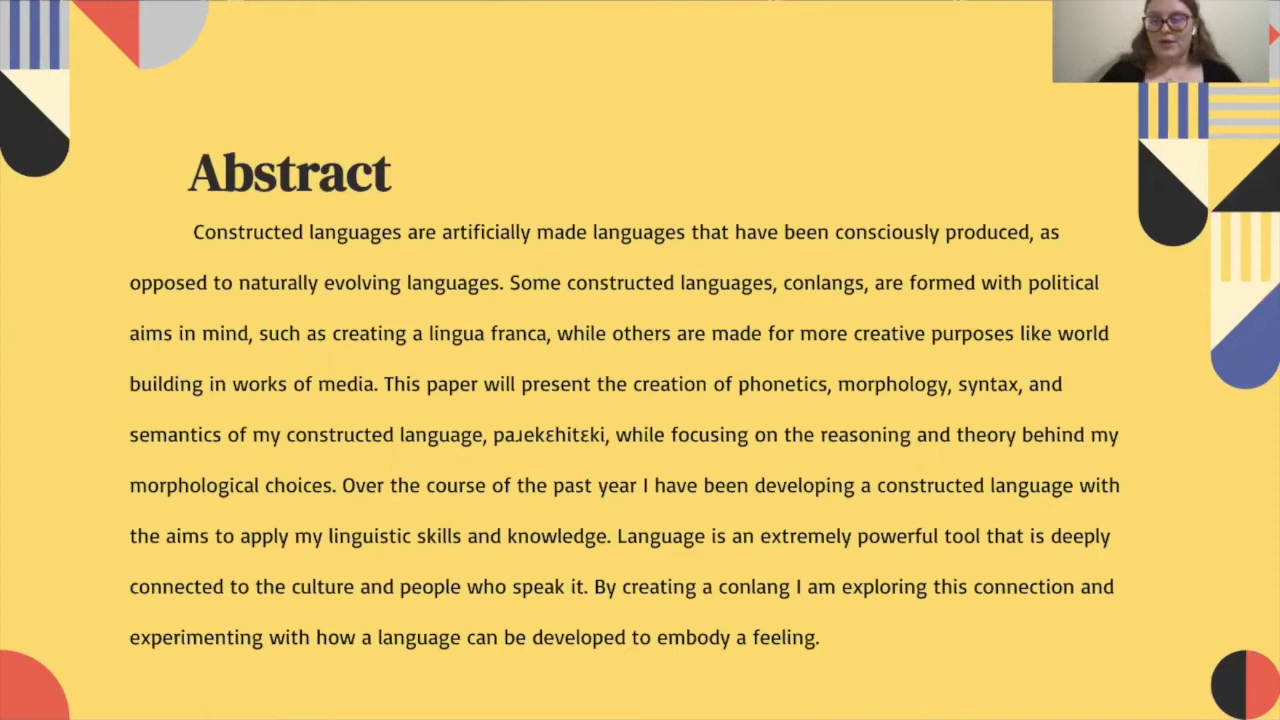 Abstract
Constructed languages are artificially made languages that have been consciously produced, as
opposed to naturally evolving languages. Some constructed languages, conlangs, are formed with political
aims in mind, such as creating a lingua franca, while others are made for more creative purposes like world
building in works of media. This paper will present the creation of phonetics, morphology, syntax, and
semantics of my constructed language, paɹekɛhitɛki, while focusing on the reasoning and theory behind my
morphological choices. Over the course of the past year I have been developing a constructed language with
the aims to apply my linguistic skills and knowledge. Language is an extremely powerful tool that is deeply
connected to the culture and people who speak it. By creating a conlang I am exploring this connection and
experimenting with how a language can be developed to embody a feeling.